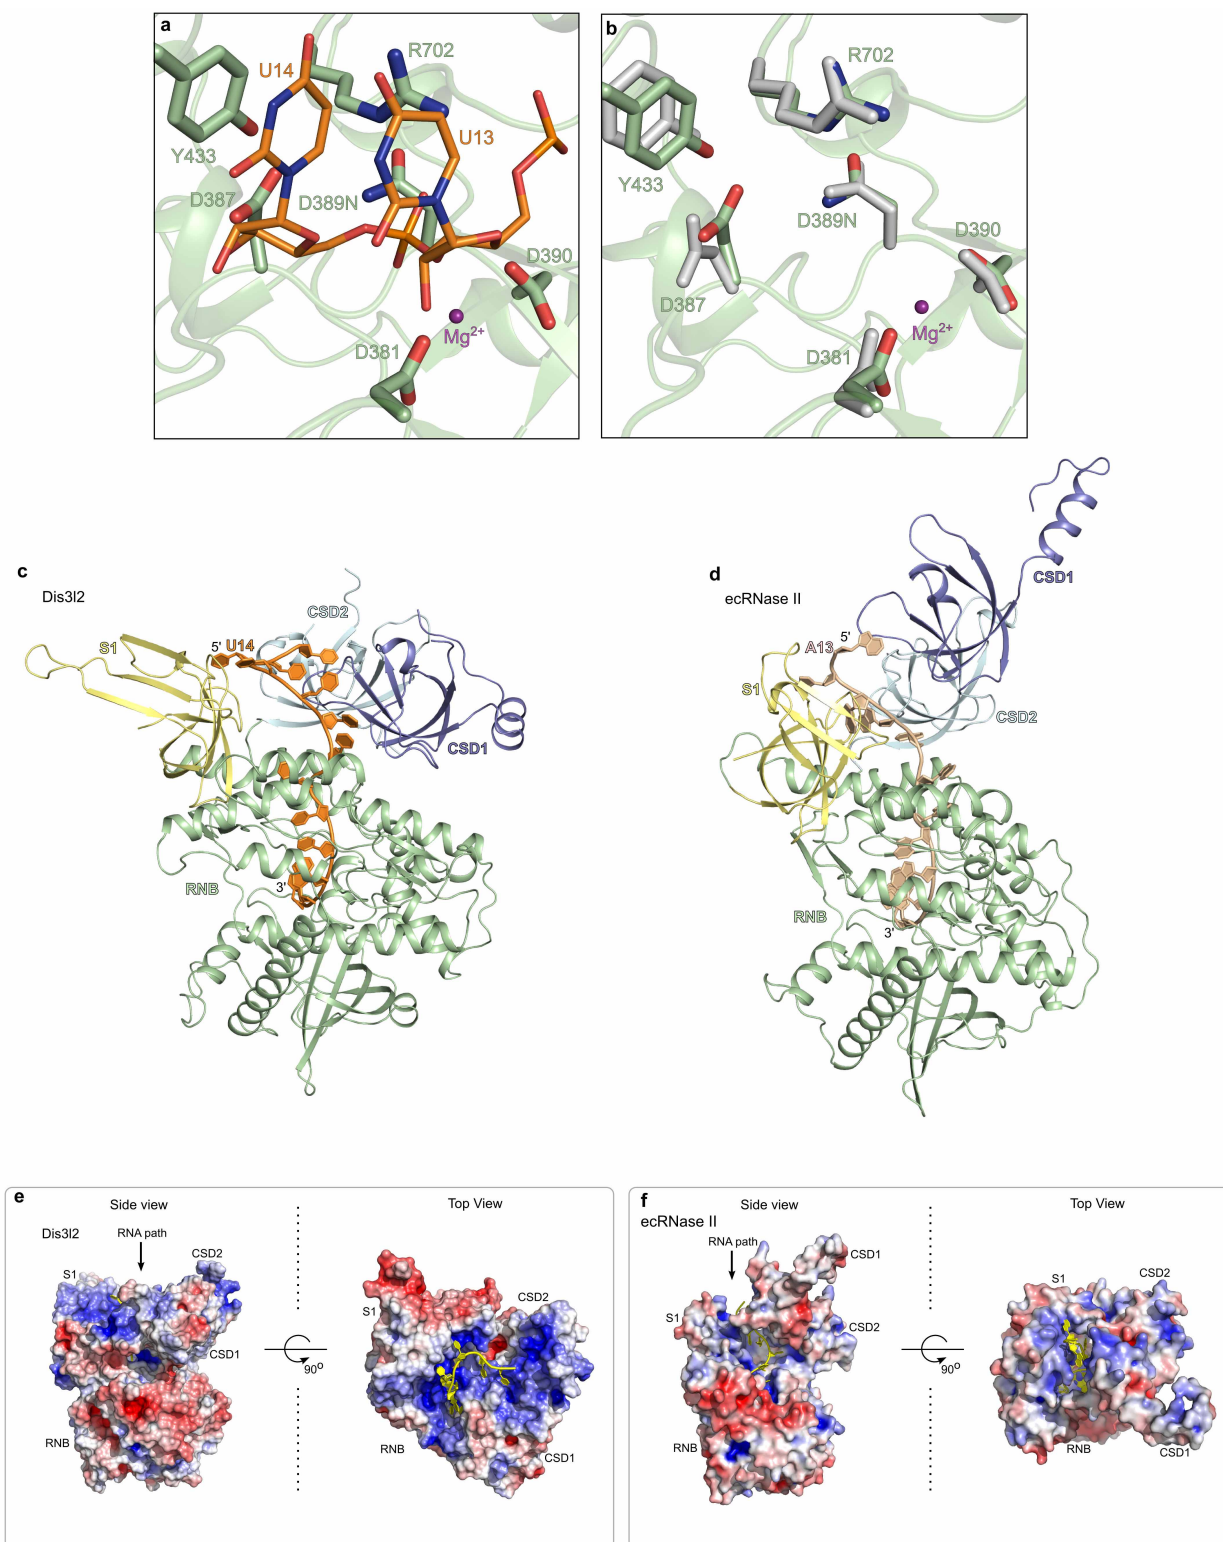 a
R702
U14
U13
Y433
D387
D389N
D390
Mg2+
D381
b
R702
Y433
D389N
D390
D387
Mg2+
D381
c
Dis3l2
CSD2
S1
5'
U14
CSD1
RNB
3'
d
ecRNase II
CSD1
5'
A13
S1
CSD2
RNB
3'
e
Side view
Top View
Dis3l2
RNA path
CSD2
S1
CSD1
RNB
90o
S1
CSD2
RNB
CSD1
f
Side view
Top View
ecRNase II
RNA path
CSD1
S1
CSD2
RNB
90o
S1
CSD2
RNB
CSD1